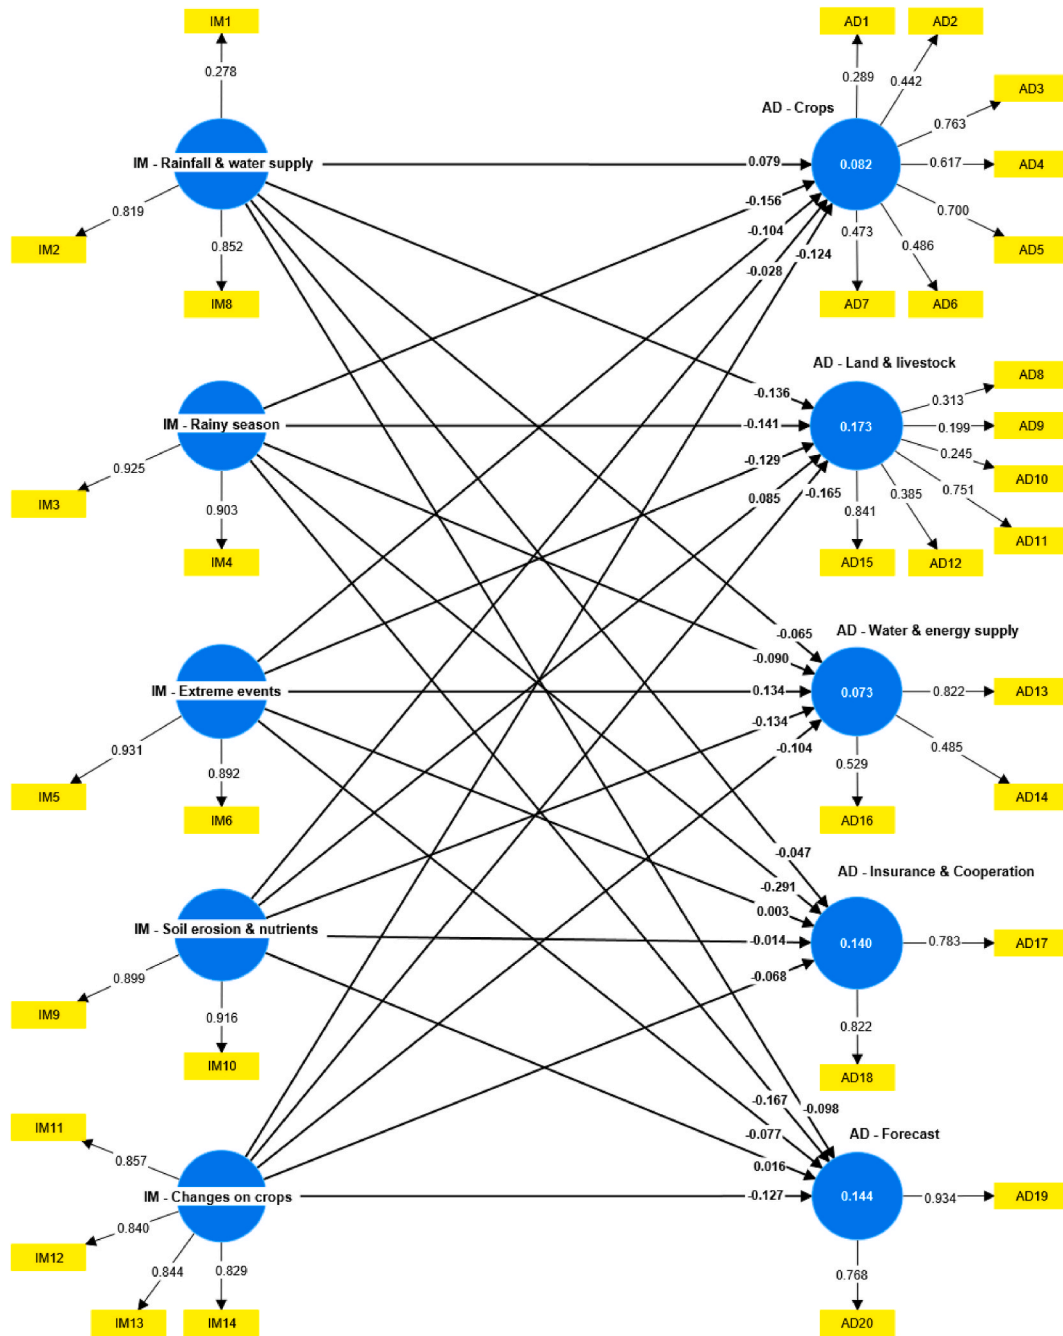 IM1
AD1
AD2
0.278
0.289
0.442
AD3
AD - Crops
0.763
IM - Rainfall & water supply
0.079
0.082
0.617
AD4
0.819
-0.156
0.700
-0.104
0.473
0.486
IM2
0.852
-0.124
AD5
-0.028
IM8
AD7
AD6
AD - Land & livestock
AD8
-0.136
0.313
IM - Rainy season
-0.141
0.173
0.199
AD9
0.245
0.925
-0.129
AD10
0.085
-0.165
0.385
0.751
IM3
0.903
0.841
AD11
IM4
AD15
AD12
-0.065
AD - Water & energy supply
-0.090
IM - Extreme events
0.134
0.073
0.822
AD13
-0.134
0.931
-0.104
0.485
0.892
0.529
IM5
AD14
IM6
AD16
-0.047
-0.291
AD - Insurance & Cooperation
0.003
IM - Soil erosion & nutrients
-0.014
0.140
0.783
AD17
0.899
-0.068
IM9
0.916
0.822
IM10
AD18
-0.167
-0.098
IM11
-0.077
AD - Forecast
0.857
0.016
IM - Changes on crops
-0.127
0.144
0.934
AD19
0.840
IM12
0.844
0.829
0.768
IM13
IM14
AD20